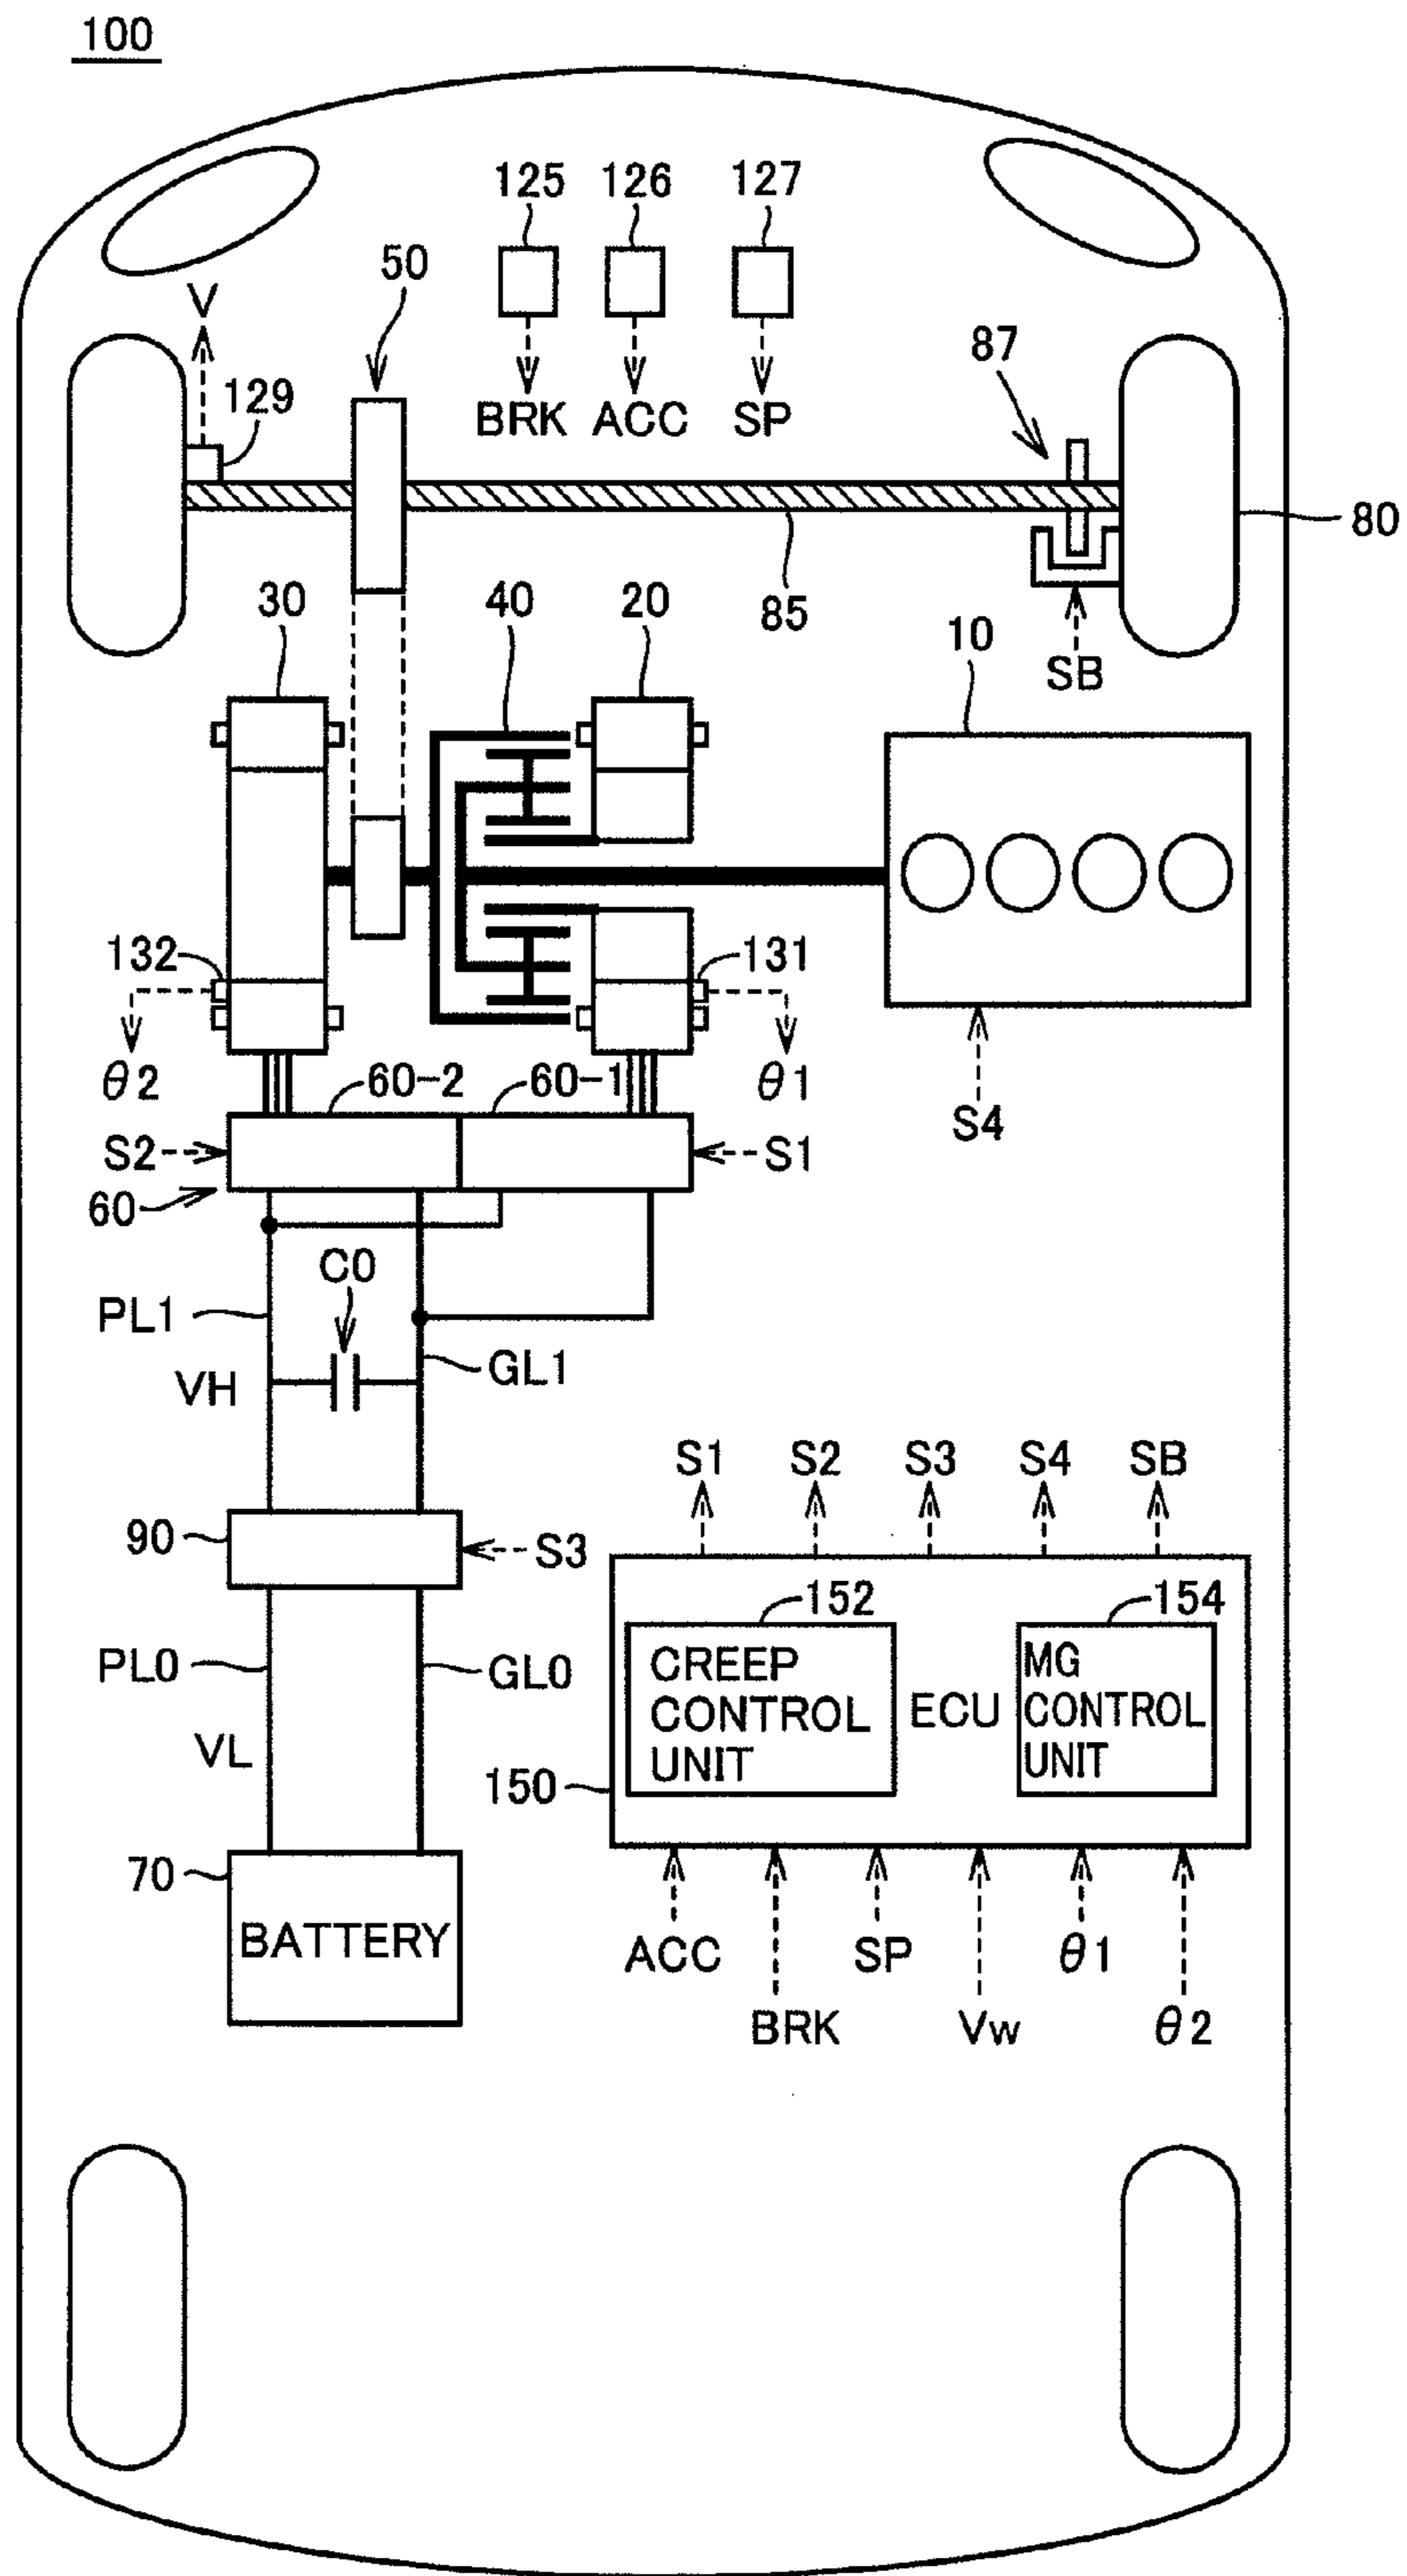 100
125 126 127
50
V
87
129
BRK ACC SP
80
30 40 20 85
10
SB
132 131
θ2 60-2 60-1 θ1
S4
S2 S1
60
C0
PL1
GL1
VH
S1 S2 S3 S4 SB
90 S3
152 154
PL0 GL0
CREEP
CONTROL
UNIT
ECU
MG
CONTROL
UNIT
VL
150
70
BATTERY
ACC SP θ1
BRK Vw θ2